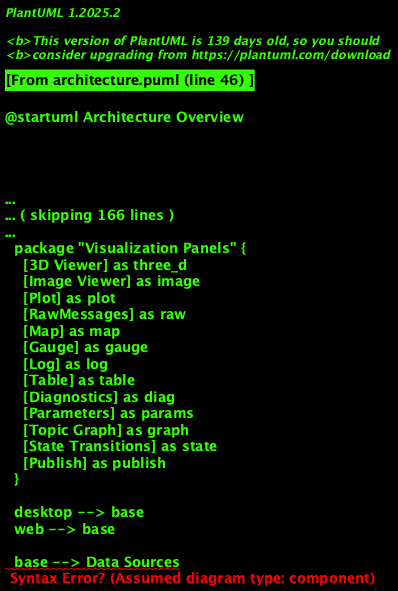 PlantUML 1.2025.2
<b>This version of PlantUML is 139 days old, so you should
<b>consider upgrading from https://plantuml.com/download
[From architecture.puml (line 46) ]
@startuml Architecture Overview
...
... ( skipping 166 lines )
...
package "Visualization Panels" {
[3D Viewer] as three_d
[Image Viewer] as image
[Plot] as plot
[RawMessages] as raw
[Map] as map
[Gauge] as gauge
[Log] as log
[Table] as table
[Diagnostics] as diag
[Parameters] as params
[Topic Graph] as graph
[State Transitions] as state
[Publish] as publish
}
desktop --> base
web --> base
base --> Data Sources
Syntax Error? (Assumed diagram type: component)